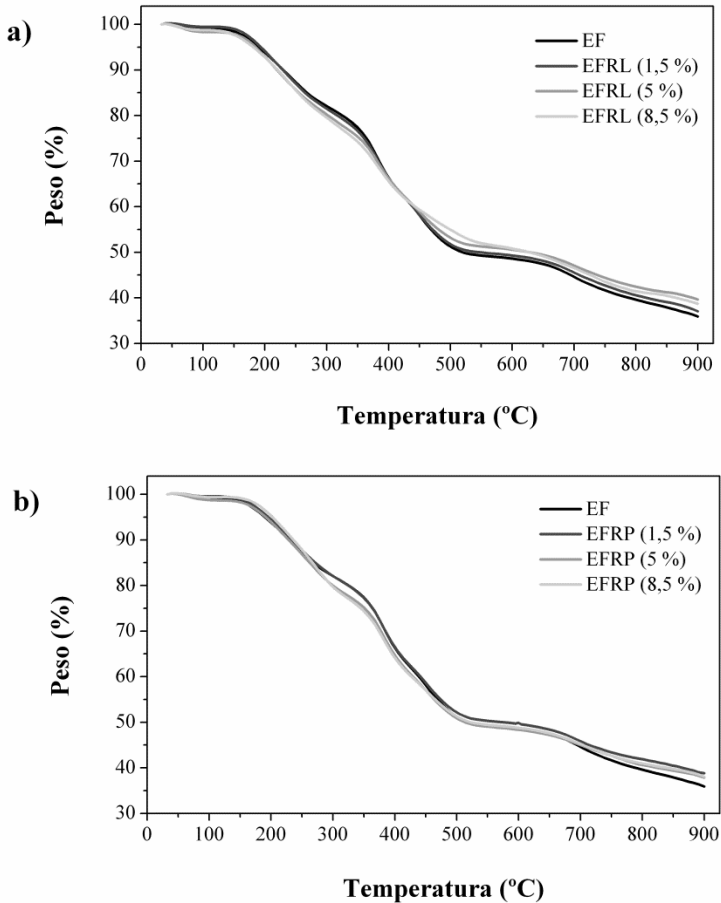 a)
100
90
80
70
60
50
40
30
Peso (%)
EF
EFRL (1,5 %)
EFRL (5 %)
EFRL (8,5 %)
0 100 200 300 400 500 600 700 800 900
Temperatura (ºC)
b)
100
90
80
70
60
50
40
30
Peso (%)
EF
EFRP (1,5 %)
EFRP (5 %)
EFRP (8,5 %)
0 100 200 300 400 500 600 700 800 900
Temperatura (ºC)